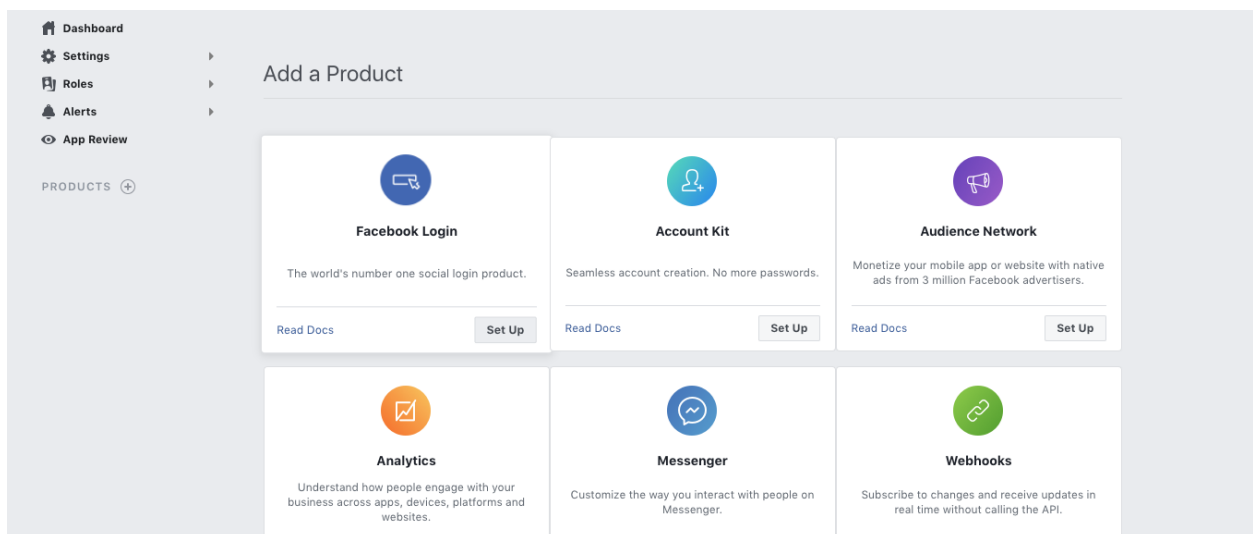 Dashboard
Settings
Roles
Alerts
App Review
PRODUCTS
Add a Product
Facebook Login
The world's number one social login product.
Read Docs
Set Up
Account Kit
Seamless account creation. No more passwords.
Read Docs
Set Up
Audience Network
Monetize your mobile app or website with native
ads from 3 million Facebook advertisers.
Read Docs
Set Up
Analytics
Understand how people engage with your
business across apps, devices, platforms and
websites.
Messenger
Customize the way you interact with people on
Messenger.
Webhooks
Subscribe to changes and receive updates in
real time without calling the API.